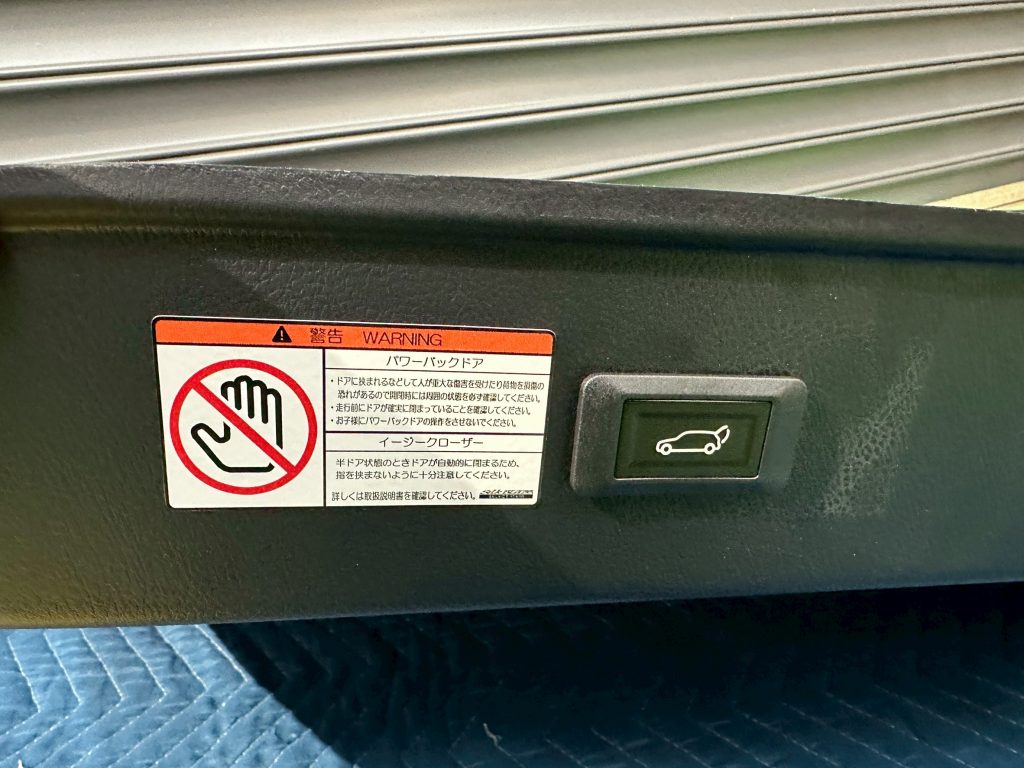 警告 WARNING
パワーバックドア
・ドアに挟まれるなどして人が重大な傷害を受けたり荷物を損傷の
恐れがあるので開閉時には周囲の状態を必ず確認してください。
・走行前にドアが確実に閉まっていることを確認してください。
・お子様にパワーバックドアの操作をさせないでください。
イージークローザー
半ドア状態のときドアが自動的に閉まるため、
指を挟まないように十分注意してください。
詳しくは取扱説明書を確認してください。